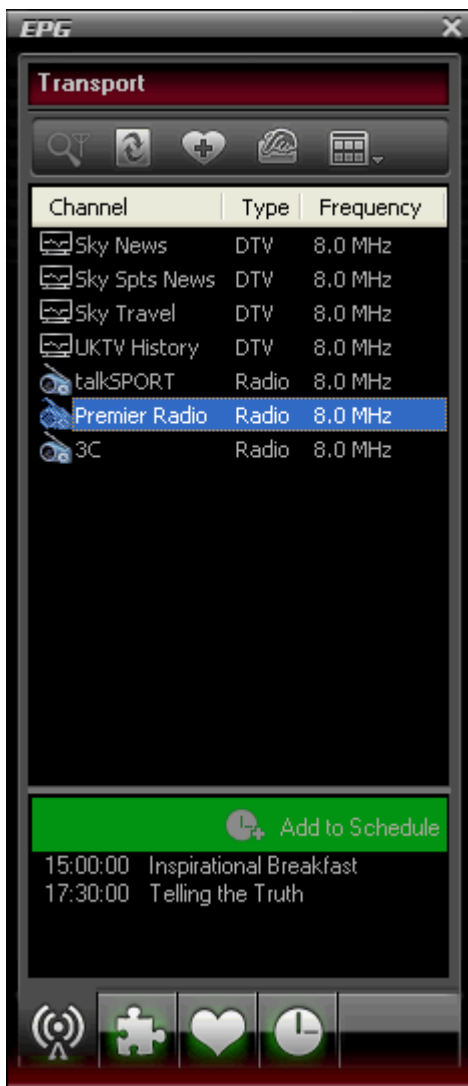 EPG
Transport
Channel Type Frequency
Sky News DTV 8.0 MHz
Sky Spts News DTV 8.0 MHz
Sky Travel DTV 8.0 MHz
UKTV History DTV 8.0 MHz
talkSPORT Radio 8.0 MHz
Premier Radio Radio 8.0 MHz
3C Radio 8.0 MHz
Add to Schedule
15:00:00 Inspirational Breakfast
17:30:00 Telling the Truth